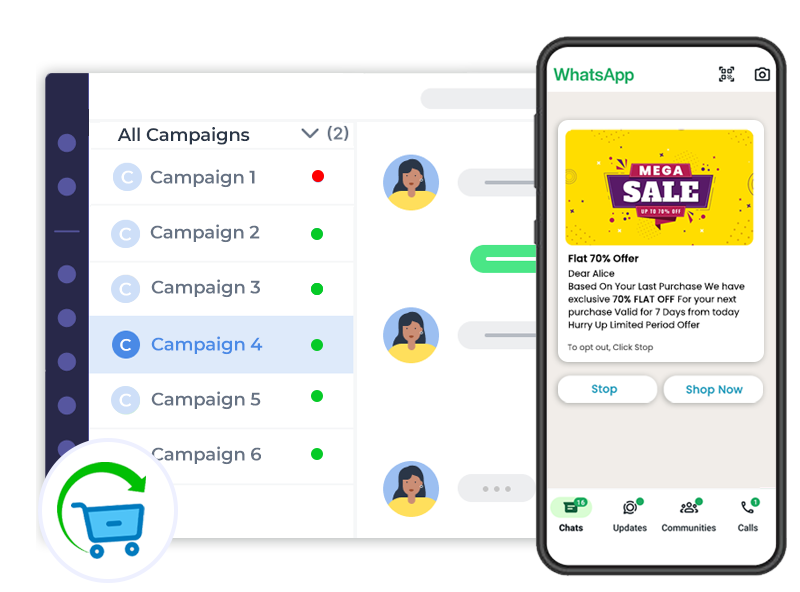 All Campaigns (2)
C Campaign 1
C Campaign 2
C Campaign 3
C Campaign 4
C Campaign 5
C Campaign 6
WhatsApp
MEGA
SALE
UP TO 70% OFF
Flat 70% Offer
Dear Alice
Based On Your Last Purchase We have
exclusive 70% FLAT OFF For your next
purchase Valid for 7 Days from today
Hurry Up Limited Period Offer
To opt out, Click Stop
Stop Shop Now
16 1
Chats Updates Communities Calls